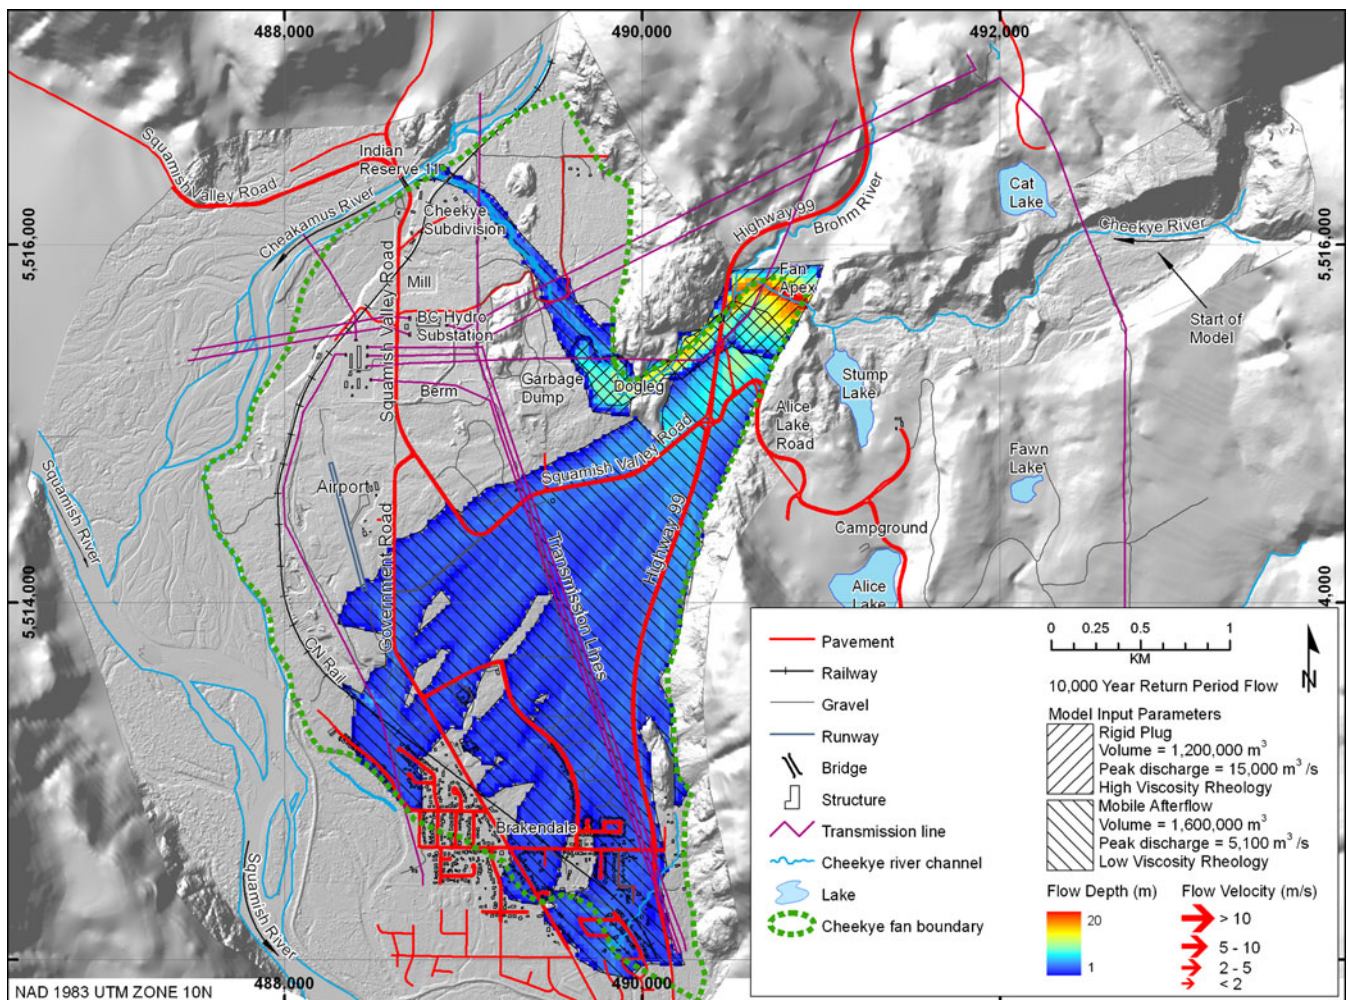 488,000
490,000
492,000
5,516,000
5,514,000
5,516,000
4,000
Squamish Valley Road
Indian
Reserve 11
Cheakamus River
Cheekye
Subdivision
Squamish Valley Road
Mill
BC Hydro
Substation
Highway 99
Brohm River
Cat
Lake
Cheekye River
Fan
Apex
Start of
Model
Garbage
Dump
Dogleg
Berm
Stump
Lake
Alice
Lake
Road
Squamish Valley Road
Fawn
Lake
Airport
Squamish River
Campground
Government Road
Transmission Lines
Highway 99
Alice
Lake
CN Rail
Brakendale
Squamish River
Pavement
Railway
Gravel
Runway
Bridge
Structure
Transmission line
Cheekye river channel
Lake
Cheekye fan boundary
0 0.25 0.5 1
KM
N
10,000 Year Return Period Flow
Model Input Parameters
Rigid Plug
Volume = 1,200,000 m³
Peak discharge = 15,000 m³ /s
High Viscosity Rheology
Mobile Afterflow
Volume = 1,600,000 m³
Peak discharge = 5,100 m³ /s
Low Viscosity Rheology
Flow Depth (m)
20
1
Flow Velocity (m/s)
> 10
5 - 10
2 - 5
< 2
NAD 1983 UTM ZONE 10N
488,000
490,000